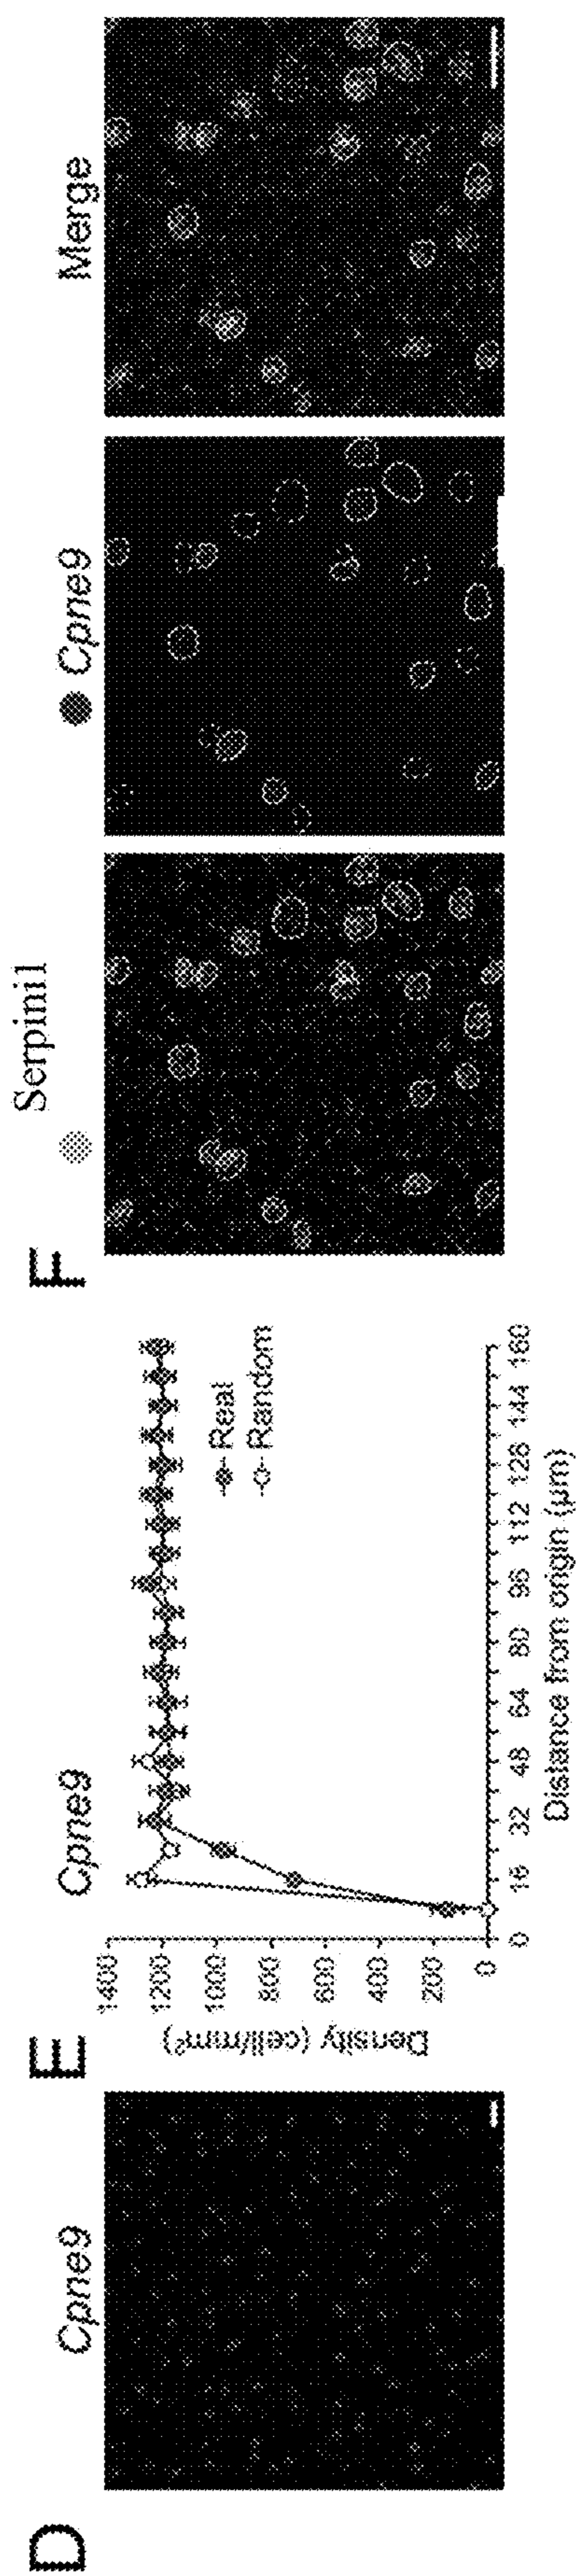 D
Cpne9
E
Cpne9
Density (cell/mm²)
1400
1200
1000
800
600
400
200
0
0 16 32 48 64 80 96 112 128 144 160
Distance from origin (μm)
Real
Random
F
Serpini1
Cpne9
Merge